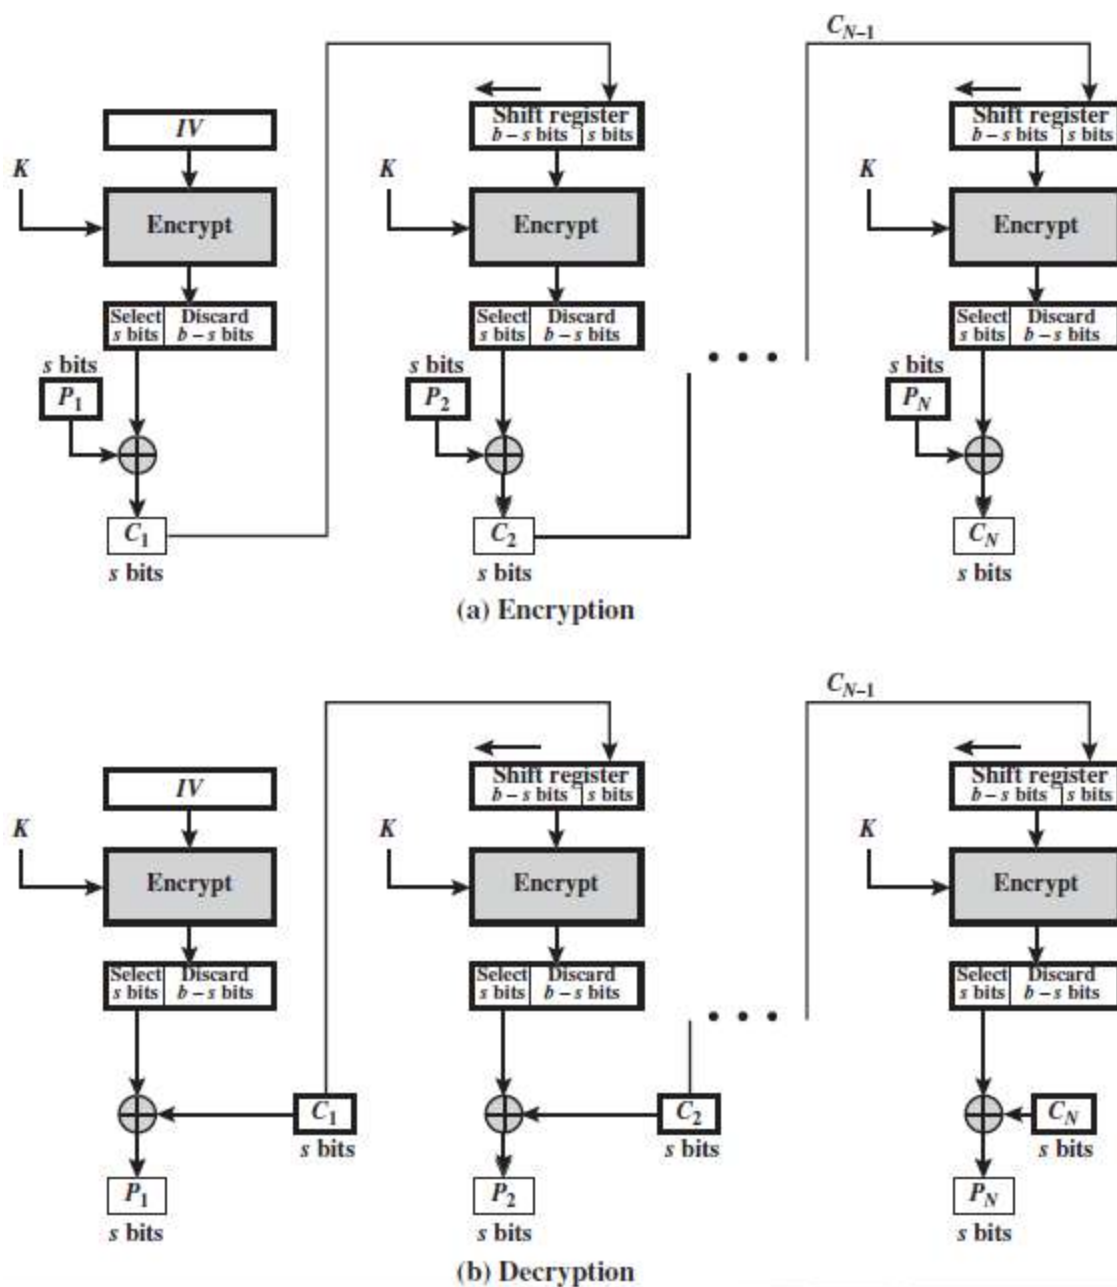 C_{N-1}
IV
Shift register
b – s bits | s bits
Shift register
b – s bits | s bits
K
K
K
Encrypt
Encrypt
Encrypt
Select Discard
s bits b – s bits
Select Discard
s bits b – s bits
Select Discard
s bits b – s bits
s bits
s bits
s bits
P_1
P_2
P_N
• • •
C_1
C_2
C_N
s bits
s bits
s bits
(a) Encryption
C_{N-1}
IV
Shift register
b – s bits | s bits
Shift register
b – s bits | s bits
K
K
K
Encrypt
Encrypt
Encrypt
Select Discard
s bits b – s bits
Select Discard
s bits b – s bits
Select Discard
s bits b – s bits
• • •
C_1
C_2
C_N
s bits
s bits
s bits
P_1
P_2
P_N
s bits
s bits
s bits
(b) Decryption